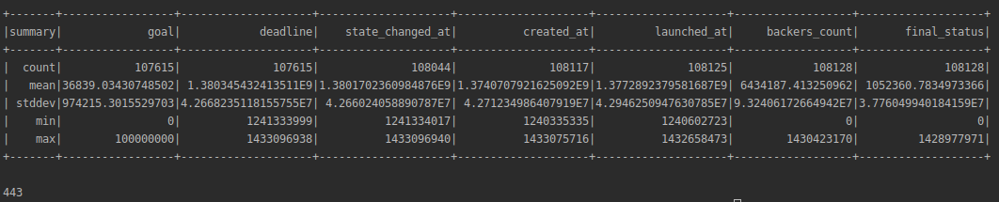 +-------+------------------+--------------------+--------------------+--------------------+--------------------+-----------------+------------------+
|summary|              goal|            deadline|    state_changed_at|          created_at|         launched_at|    backers_count|      final_status|
+-------+------------------+--------------------+--------------------+--------------------+--------------------+-----------------+------------------+
|  count|            107615|              107615|              108044|              108117|              108125|           108128|            108128|
|   mean|36839.03430748502|  1.380345432413511E9|1.3801702360984876E9|1.3740707921625092E9|1.3772892379581687E9| 6434187.413250962| 1052360.7834973366|
| stddev|974215.3015529703|4.2668235118155755E7| 4.266024058890787E7| 4.271234986407919E7|4.2946250947630785E7|9.32406172664942E7|3.776049940184159E7|
|    min|                 0|          1241333999|          1241334017|          1240335335|          1240602723|                0|                 0|
|    max|         100000000|          1433096938|          1433096940|          1433075716|          1432658473|       1430423170|        1428977971|
+-------+------------------+--------------------+--------------------+--------------------+--------------------+-----------------+------------------+
443